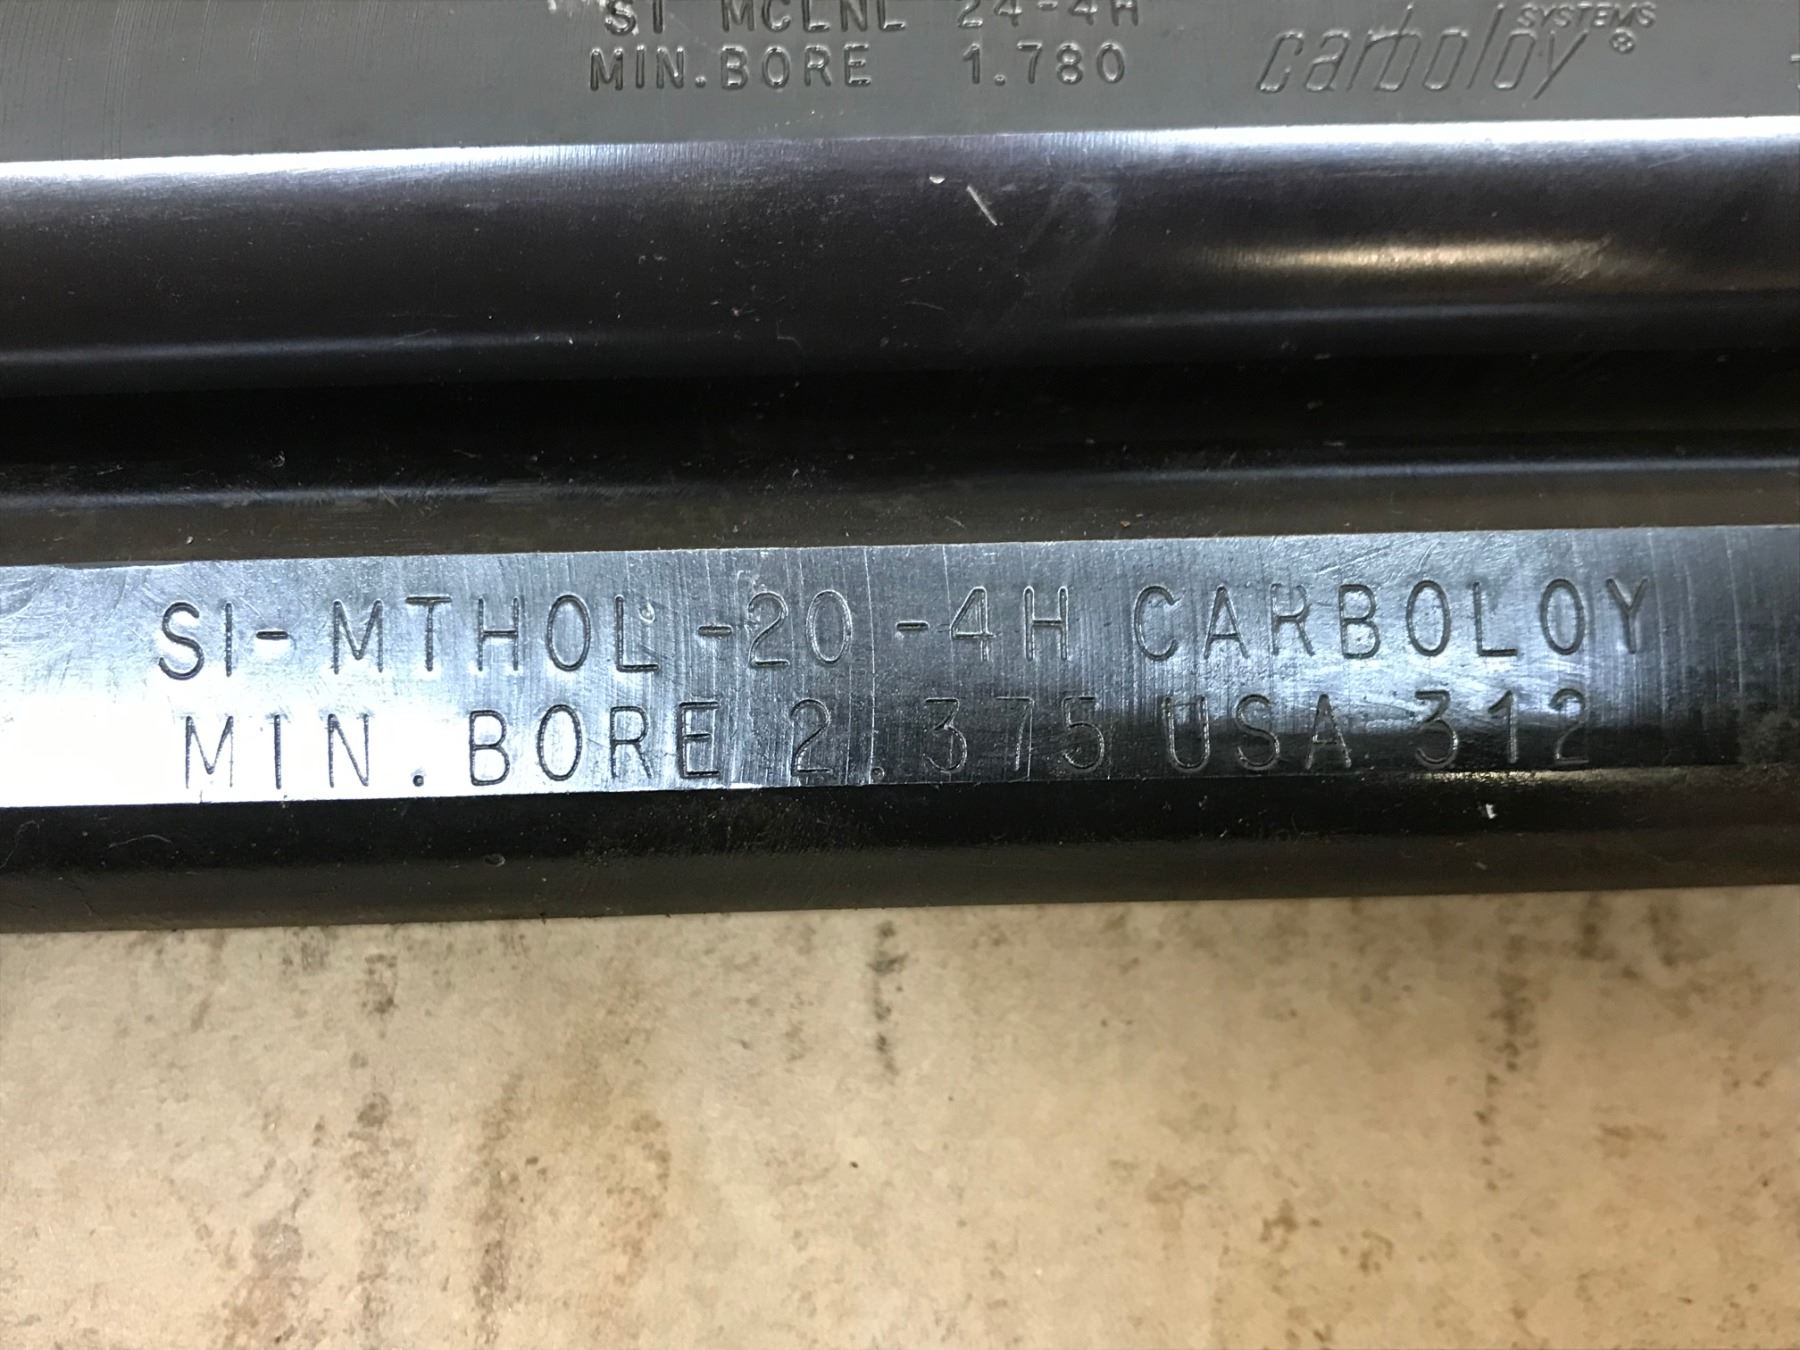 SI MCLNL 24-4H
MIN. BORE 1.780
carboloy SYSTEMS ®
SI-MTHOL-20-4H CARBOLOY
MIN. BORE 2.375 USA 312